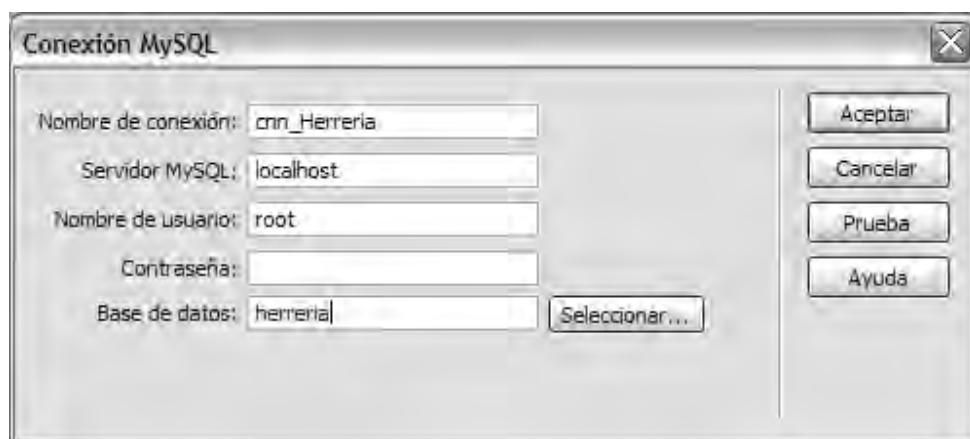 Conexión MySQL
Nombre de conexión: cnn_Herreria
Servidor MySQL: localhost
Nombre de usuario: root
Contraseña:
Base de datos: herreria
Seleccionar...
Aceptar
Cancelar
Prueba
Ayuda